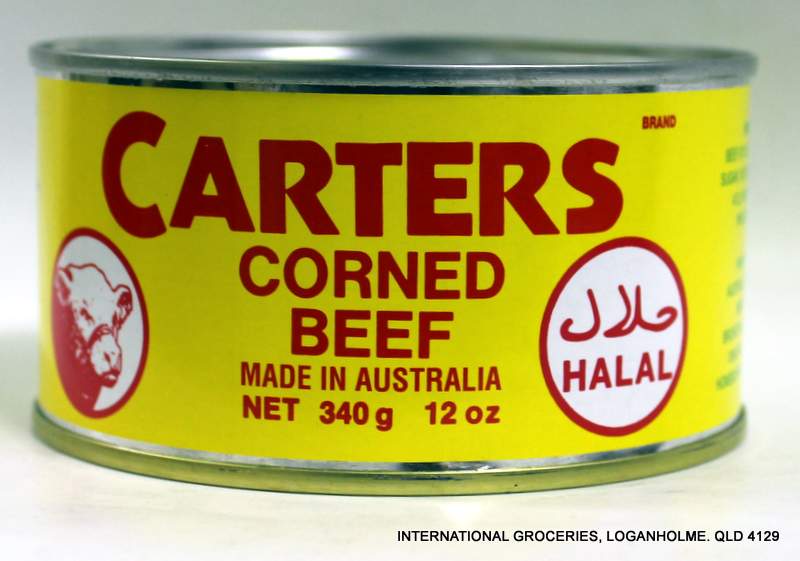 BRAND
CARTERS
CORNED
BEEF
MADE IN AUSTRALIA
NET 340 g 12 oz
حلال
HALAL
INTERNATIONAL GROCERIES, LOGANHOLME. QLD 4129